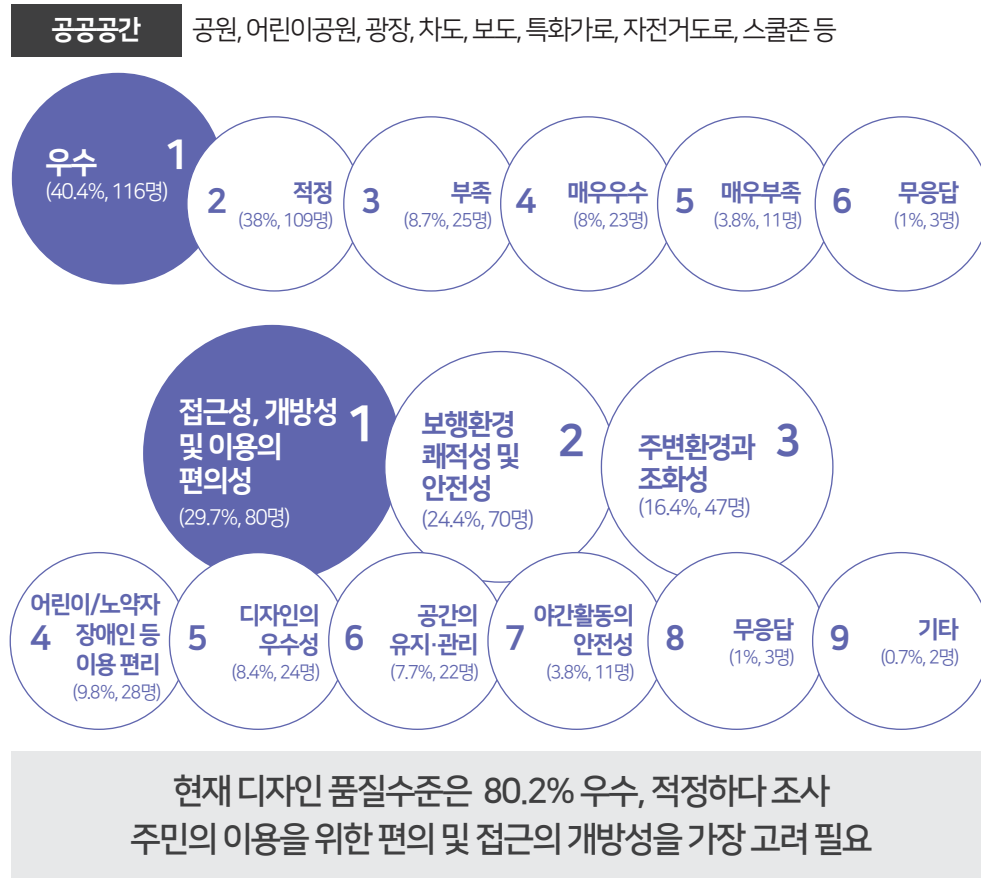 공공공간 공원, 어린이공원, 광장, 차도, 보도, 특화가로, 자전거도로, 스쿨존 등
우수 1
(40.4%, 116명)
2 적정
(38%, 109명)
3 부족
(8.7%, 25명)
4 매우우수
(8%, 23명)
5 매우부족
(3.8%, 11명)
6 무응답
(1%, 3명)
접근성, 개방성 1
및 이용의
편의성
(29.7%, 80명)
보행환경 2
쾌적성 및
안전성
(24.4%, 70명)
주변환경과 3
조화성
(16.4%, 47명)
어린이/노약자
4 장애인 등
이용 편리
(9.8%, 28명)
디자인의
5 우수성
(8.4%, 24명)
공간의
6 유지·관리
(7.7%, 22명)
야간활동의
7 안전성
(3.8%, 11명)
8 무응답
(1%, 3명)
9 기타
(0.7%, 2명)
현재 디자인 품질수준은 80.2% 우수, 적정하다 조사
주민의 이용을 위한 편의 및 접근의 개방성을 가장 고려 필요